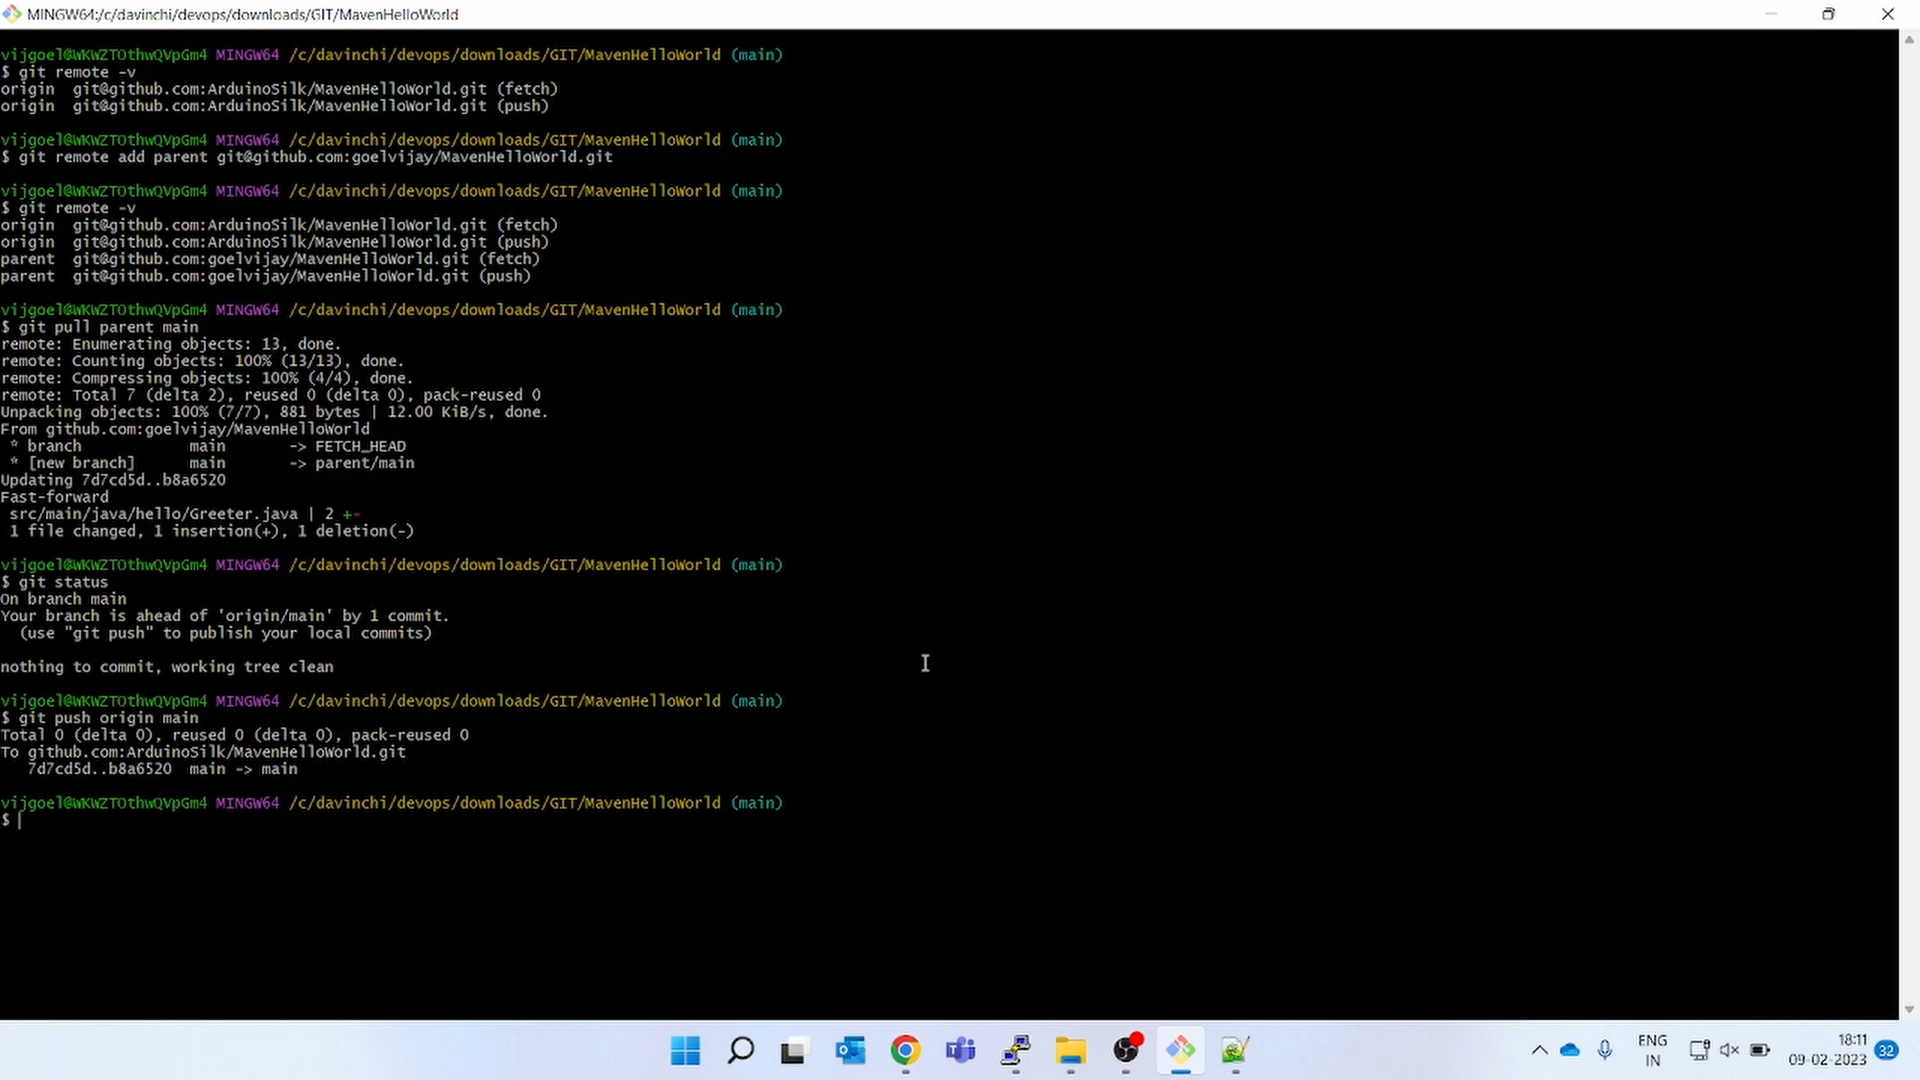 MINGW64:/c/davinchi/devops/downloads/GIT/MavenHelloWorld
vijgoel@WKWZTOthwQVpGm4 MINGW64 /c/davinchi/devops/downloads/GIT/MavenHelloWorld (main)
$ git remote -v
origin  git@github.com:ArduinoSilk/MavenHelloWorld.git (fetch)
origin  git@github.com:ArduinoSilk/MavenHelloWorld.git (push)
vijgoel@WKWZTOthwQVpGm4 MINGW64 /c/davinchi/devops/downloads/GIT/MavenHelloWorld (main)
$ git remote add parent git@github.com:goelvijay/MavenHelloWorld.git
vijgoel@WKWZTOthwQVpGm4 MINGW64 /c/davinchi/devops/downloads/GIT/MavenHelloWorld (main)
$ git remote -v
origin  git@github.com:ArduinoSilk/MavenHelloWorld.git (fetch)
origin  git@github.com:ArduinoSilk/MavenHelloWorld.git (push)
parent  git@github.com:goelvijay/MavenHelloWorld.git (fetch)
parent  git@github.com:goelvijay/MavenHelloWorld.git (push)
vijgoel@WKWZTOthwQVpGm4 MINGW64 /c/davinchi/devops/downloads/GIT/MavenHelloWorld (main)
$ git pull parent main
remote: Enumerating objects: 13, done.
remote: Counting objects: 100% (13/13), done.
remote: Compressing objects: 100% (4/4), done.
remote: Total 7 (delta 2), reused 0 (delta 0), pack-reused 0
Unpacking objects: 100% (7/7), 881 bytes | 12.00 KiB/s, done.
From github.com:goelvijay/MavenHelloWorld
 * branch            main       -> FETCH_HEAD
 * [new branch]      main       -> parent/main
Updating 7d7cd5d..b8a6520
Fast-forward
 src/main/java/hello/Greeter.java | 2 +-
 1 file changed, 1 insertion(+), 1 deletion(-)
vijgoel@WKWZTOthwQVpGm4 MINGW64 /c/davinchi/devops/downloads/GIT/MavenHelloWorld (main)
$ git status
On branch main
Your branch is ahead of 'origin/main' by 1 commit.
  (use "git push" to publish your local commits)
nothing to commit, working tree clean
vijgoel@WKWZTOthwQVpGm4 MINGW64 /c/davinchi/devops/downloads/GIT/MavenHelloWorld (main)
$ git push origin main
Total 0 (delta 0), reused 0 (delta 0), pack-reused 0
To github.com:ArduinoSilk/MavenHelloWorld.git
   7d7cd5d..b8a6520  main -> main
vijgoel@WKWZTOthwQVpGm4 MINGW64 /c/davinchi/devops/downloads/GIT/MavenHelloWorld (main)
$
ENG
IN
18:11
09-02-2023
32